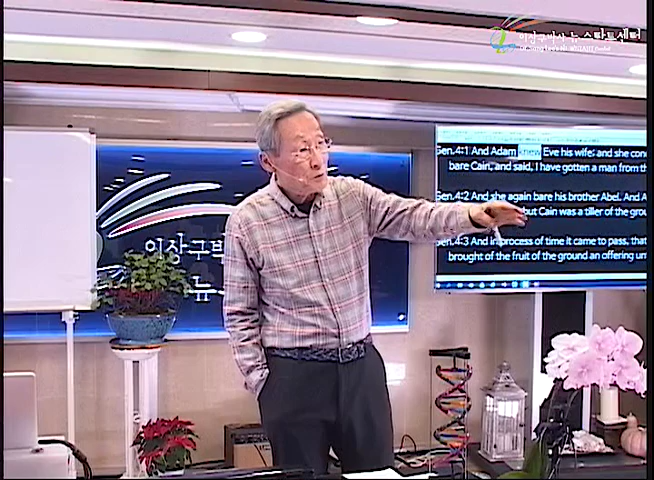 이상구박사 뉴스타트센터
Gen.4:1 And Adam knew Eve his wife; and she con
bare Cain, and said, I have gotten a man from th
Gen.4:2 And she again bare his brother Abel. And A
but Cain was a tiller of the grou
Gen.4:3 And in process of time it came to pass, that
brought of the fruit of the ground an offering un
이상구박
뉴